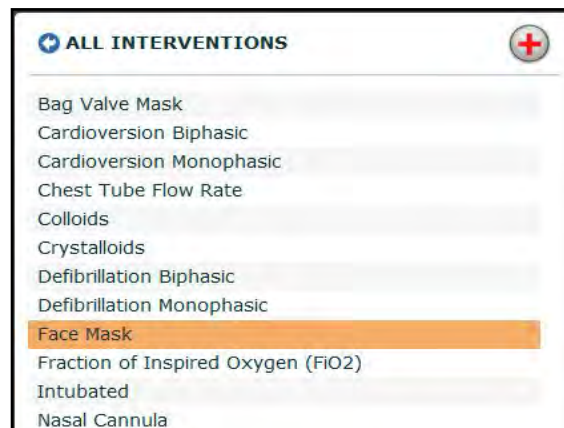 ALL INTERVENTIONS
Bag Valve Mask
Cardioversion Biphasic
Cardioversion Monophasic
Chest Tube Flow Rate
Colloids
Crystalloids
Defibrillation Biphasic
Defibrillation Monophasic
Face Mask
Fraction of Inspired Oxygen (FiO2)
Intubated
Nasal Cannula